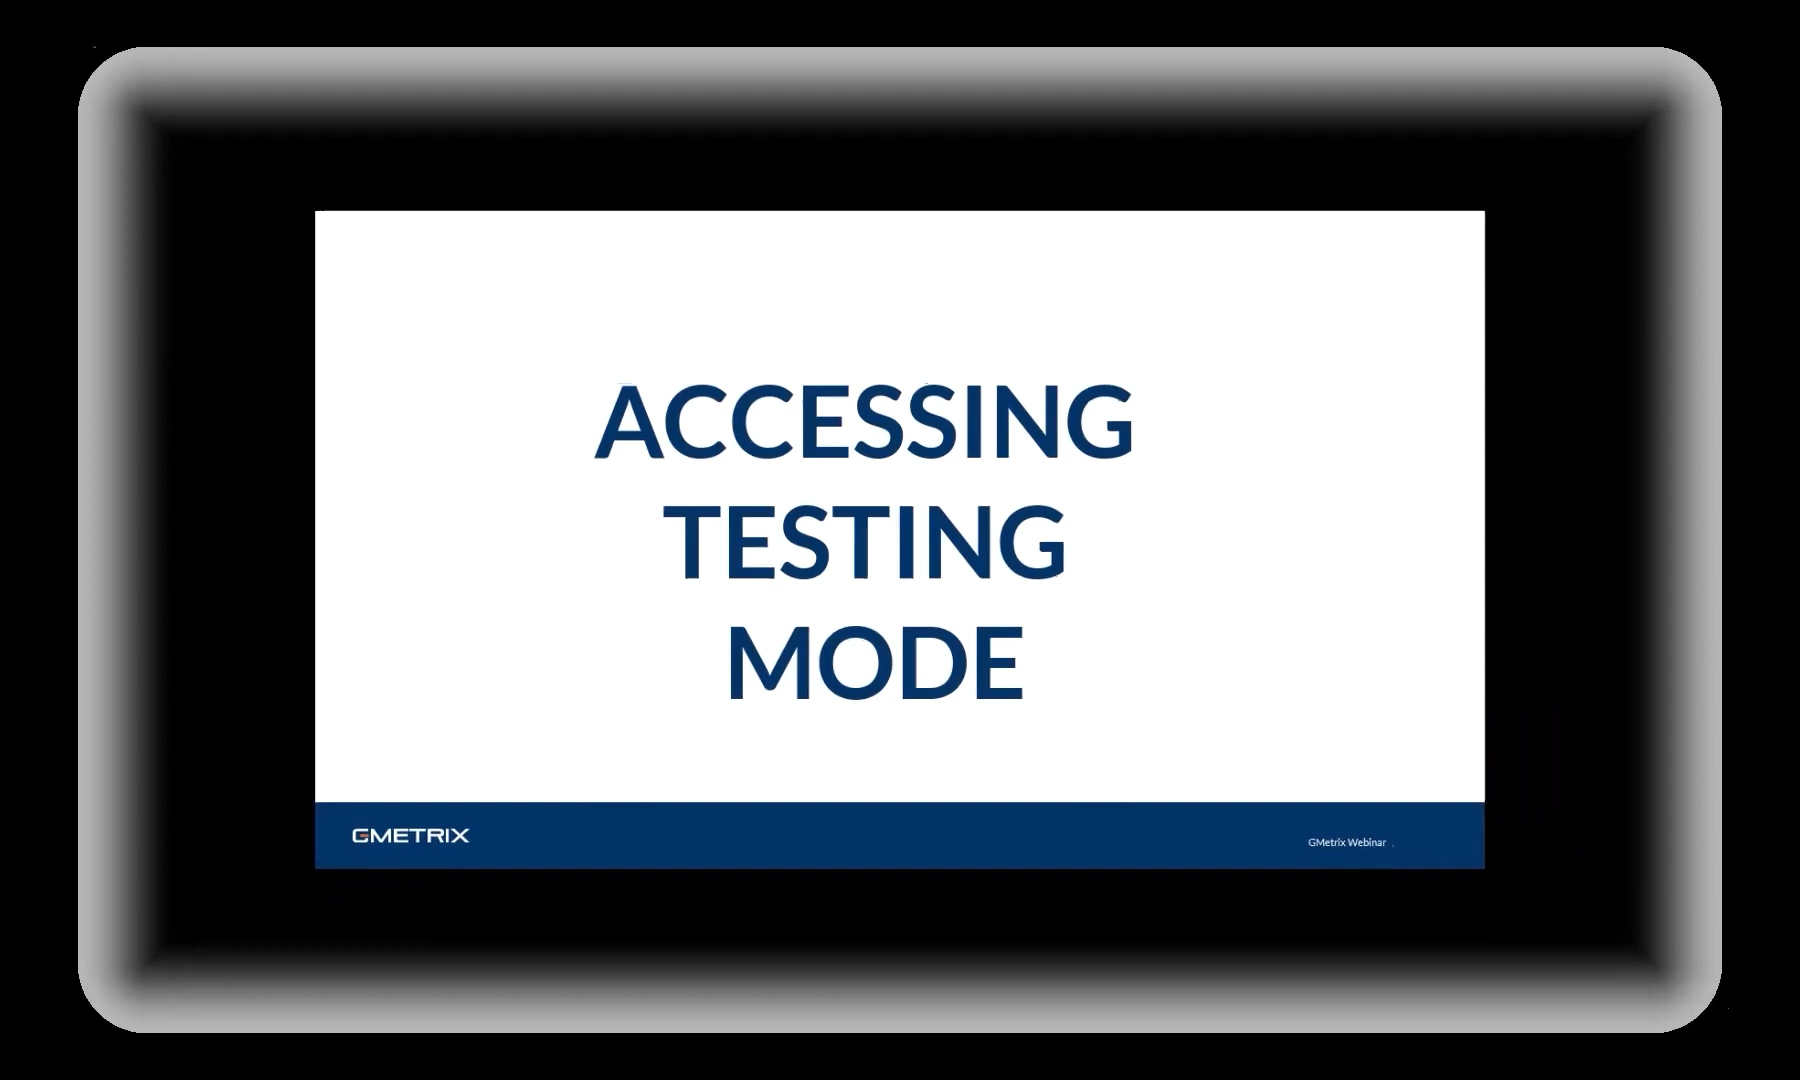 ACCESSING
TESTING
MODE
GMETRIX
GMetrix Webinar